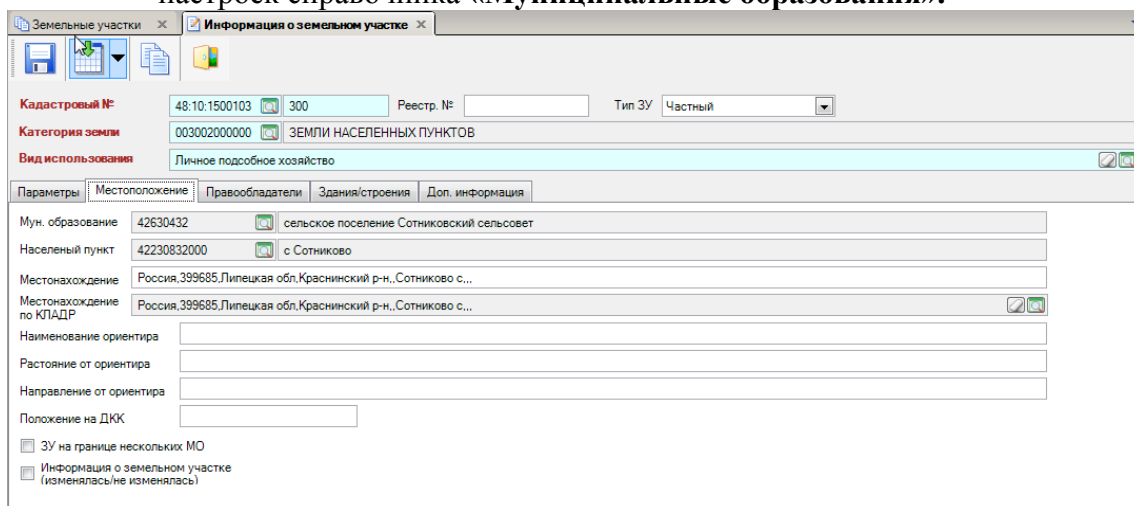 настроек справочника «Муниципальные образования».
Земельные участки × Информация о земельном участке ×
Кадастровый № 48:10:1500103 300 Реестр. № Тип ЗУ Частный
Категория земли 003002000000 ЗЕМЛИ НАСЕЛЕННЫХ ПУНКТОВ
Вид использования Личное подсобное хозяйство
Параметры Местоположение Правообладатели Здания/строения Доп. информация
Мун. образование 42630432 сельское поселение Сотниковский сельсовет
Населеный пункт 42230832000 с Сотниково
Местонахождение Россия,399685,Липецкая обл,Краснинский р-н,,Сотниково с,,,
Местонахождение
по КЛАДР Россия,399685,Липецкая обл,Краснинский р-н,,Сотниково с,,,
Наименование ориентира
Растояние от ориентира
Направление от ориентира
Положение на ДКК
ЗУ на границе нескольких МО
Информация о земельном участке
(изменялась/не изменялась)